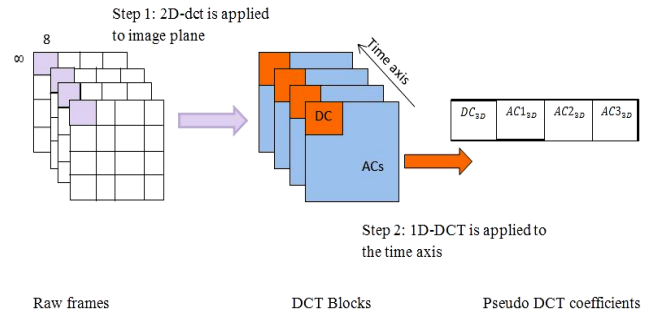 Step 1: 2D-dct is applied
to image plane
8
∞
Time axis
DC
ACs
DC₃D AC1₃D AC2₃D AC3₃D
Step 2: 1D-DCT is applied to
the time axis
Raw frames DCT Blocks Pseudo DCT coefficients